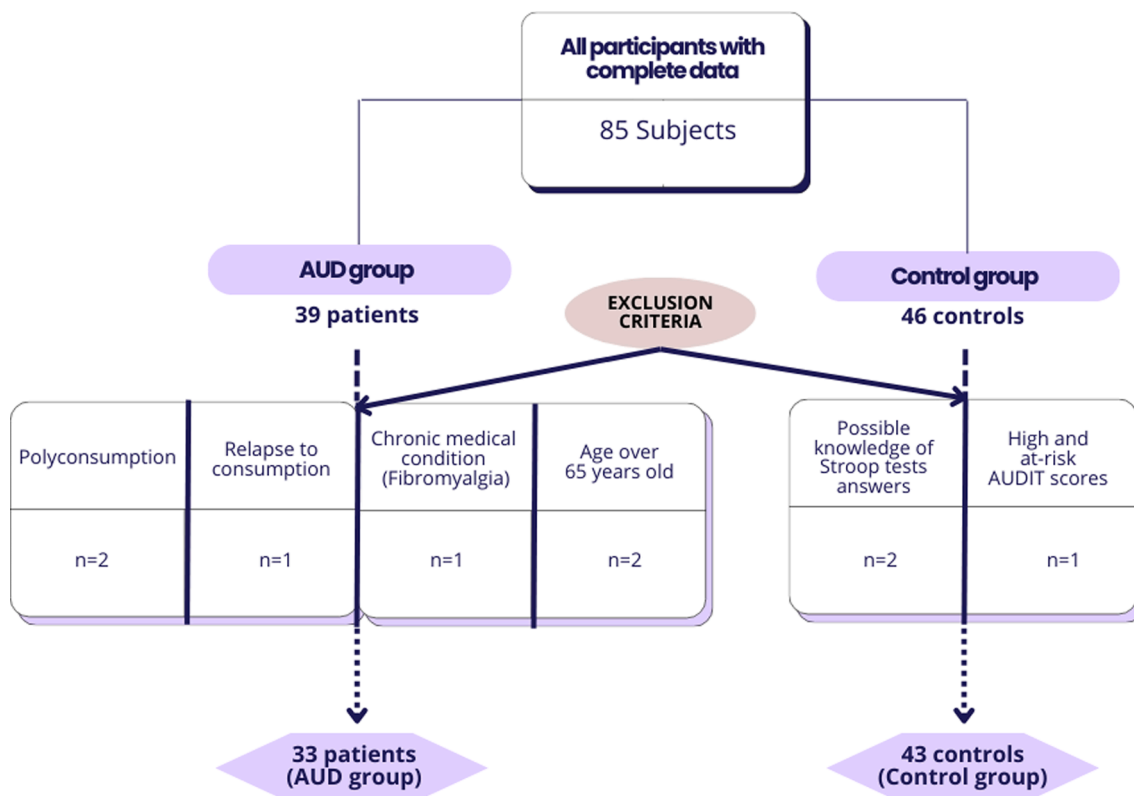 All participants with
complete data
85 Subjects
AUD group
39 patients
EXCLUSION
CRITERIA
Control group
46 controls
Polyconsumption
n=2
Relapse to
consumption
n=1
Chronic medical
condition
(Fibromyalgia)
n=1
Age over
65 years old
n=2
Possible
knowledge of
Stroop tests
answers
n=2
High and
at-risk
AUDIT scores
n=1
33 patients
(AUD group)
43 controls
(Control group)